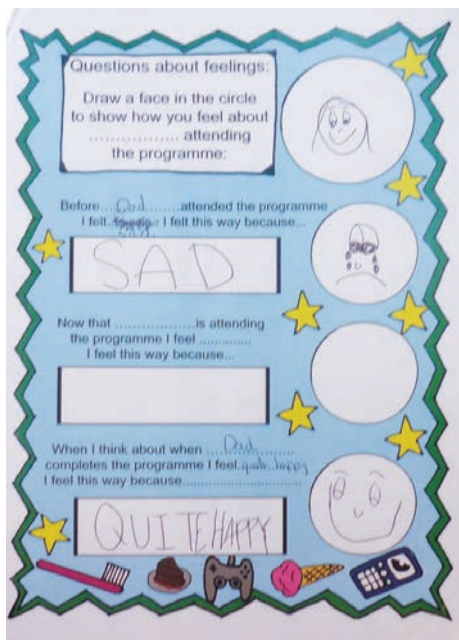 Questions about feelings:
Draw a face in the circle
to show how you feel about
................. attending
the programme:
Before...Dad.......attended the programme
I felt. sad I felt this way because...
SAD
Now that ................is attending
the programme I feel ............
I feel this way because...
When I think about when ....Dad........
completes the programme I feel.quite.happy
I feel this way because.........................
QUITE HAPPY